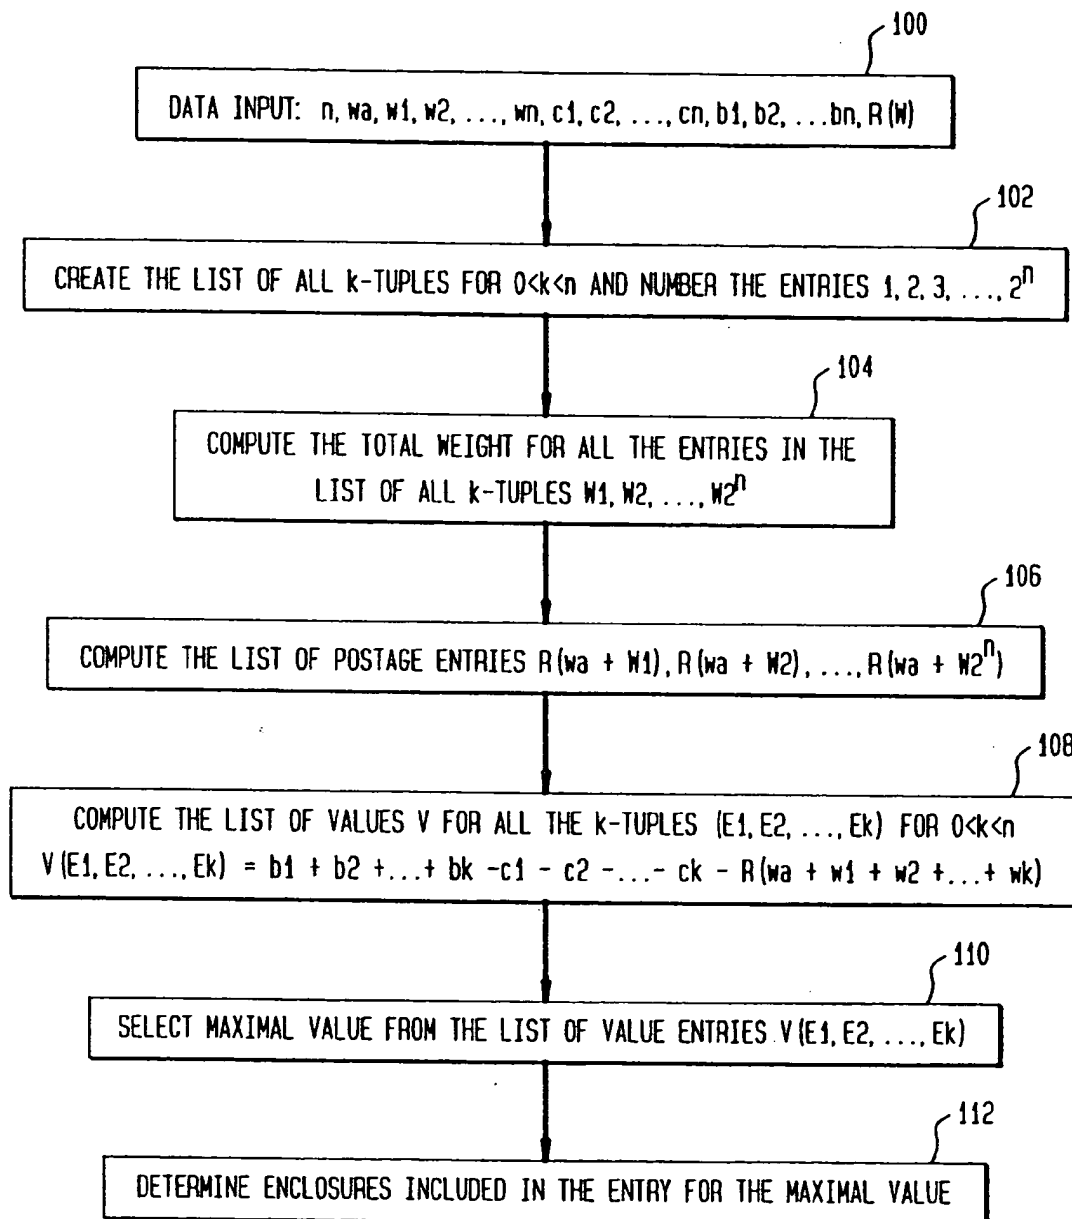 100
DATA INPUT: n, wa, w1, w2, ..., wn, c1, c2, ..., cn, b1, b2, ...bn, R(W)
102
CREATE THE LIST OF ALL k-TUPLES FOR 0<k<n AND NUMBER THE ENTRIES 1, 2, 3, ..., 2^n
104
COMPUTE THE TOTAL WEIGHT FOR ALL THE ENTRIES IN THE
LIST OF ALL k-TUPLES W1, W2, ..., W2^n
106
COMPUTE THE LIST OF POSTAGE ENTRIES R(wa + W1), R(wa + W2), ..., R(wa + W2^n)
108
COMPUTE THE LIST OF VALUES V FOR ALL THE k-TUPLES (E1, E2, ..., Ek) FOR 0<k<n
V(E1, E2, ..., Ek) = b1 + b2 +...+ bk -c1 - c2 -...- ck - R(wa + w1 + w2 +...+ wk)
110
SELECT MAXIMAL VALUE FROM THE LIST OF VALUE ENTRIES V(E1, E2, ..., Ek)
112
DETERMINE ENCLOSURES INCLUDED IN THE ENTRY FOR THE MAXIMAL VALUE